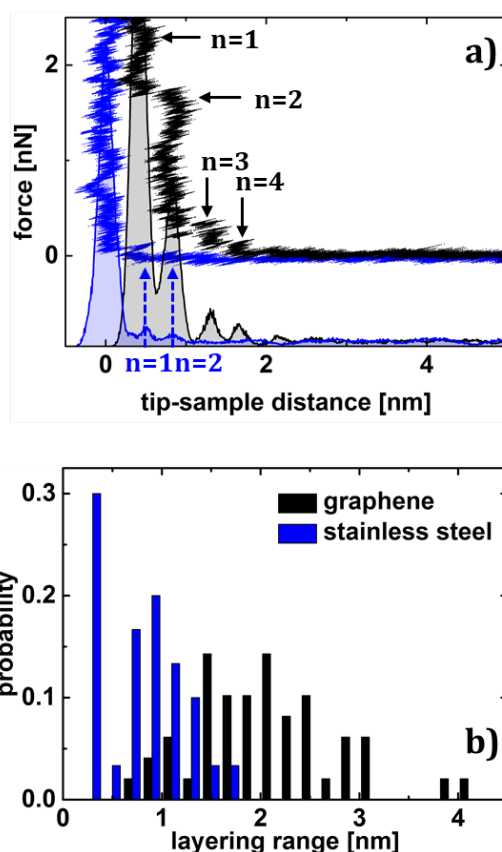 a)
n=1
n=2
n=3
n=4
2
0
force [nN]
n=1n=2
0 2 4
tip-sample distance [nm]
0.3
0.2
0.1
0.0
probability
graphene
stainless steel
b)
0 1 2 3 4
layering range [nm]